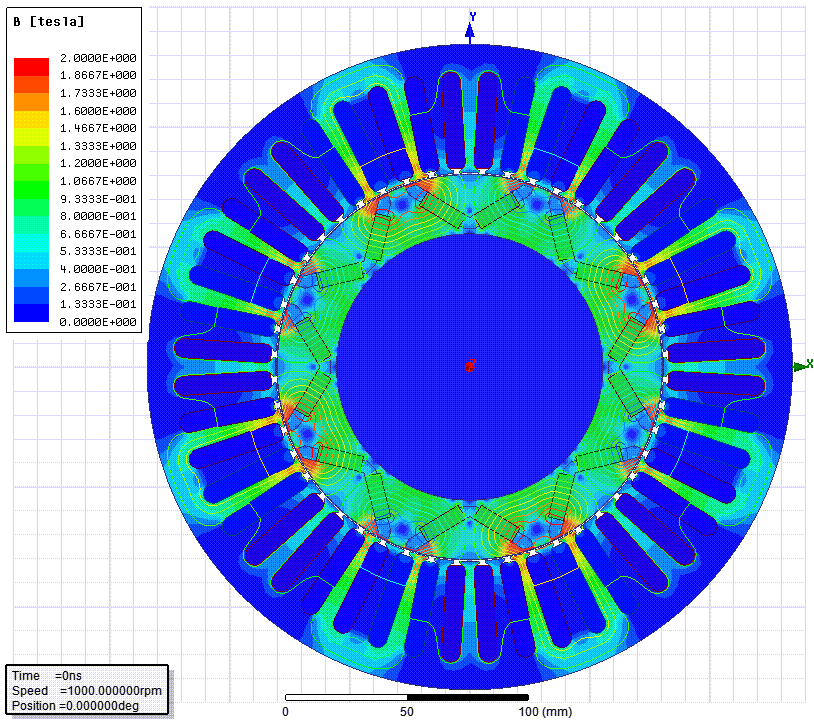 B [tesla]
2.0000E+000
1.8667E+000
1.7333E+000
1.6000E+000
1.4667E+000
1.3333E+000
1.2000E+000
1.0667E+000
9.3333E-001
8.0000E-001
6.6667E-001
5.3333E-001
4.0000E-001
2.6667E-001
1.3333E-001
0.0000E+000
Y
X
Time =0ns
Speed =1000.000000rpm
Position =0.000000deg
0 50 100 (mm)